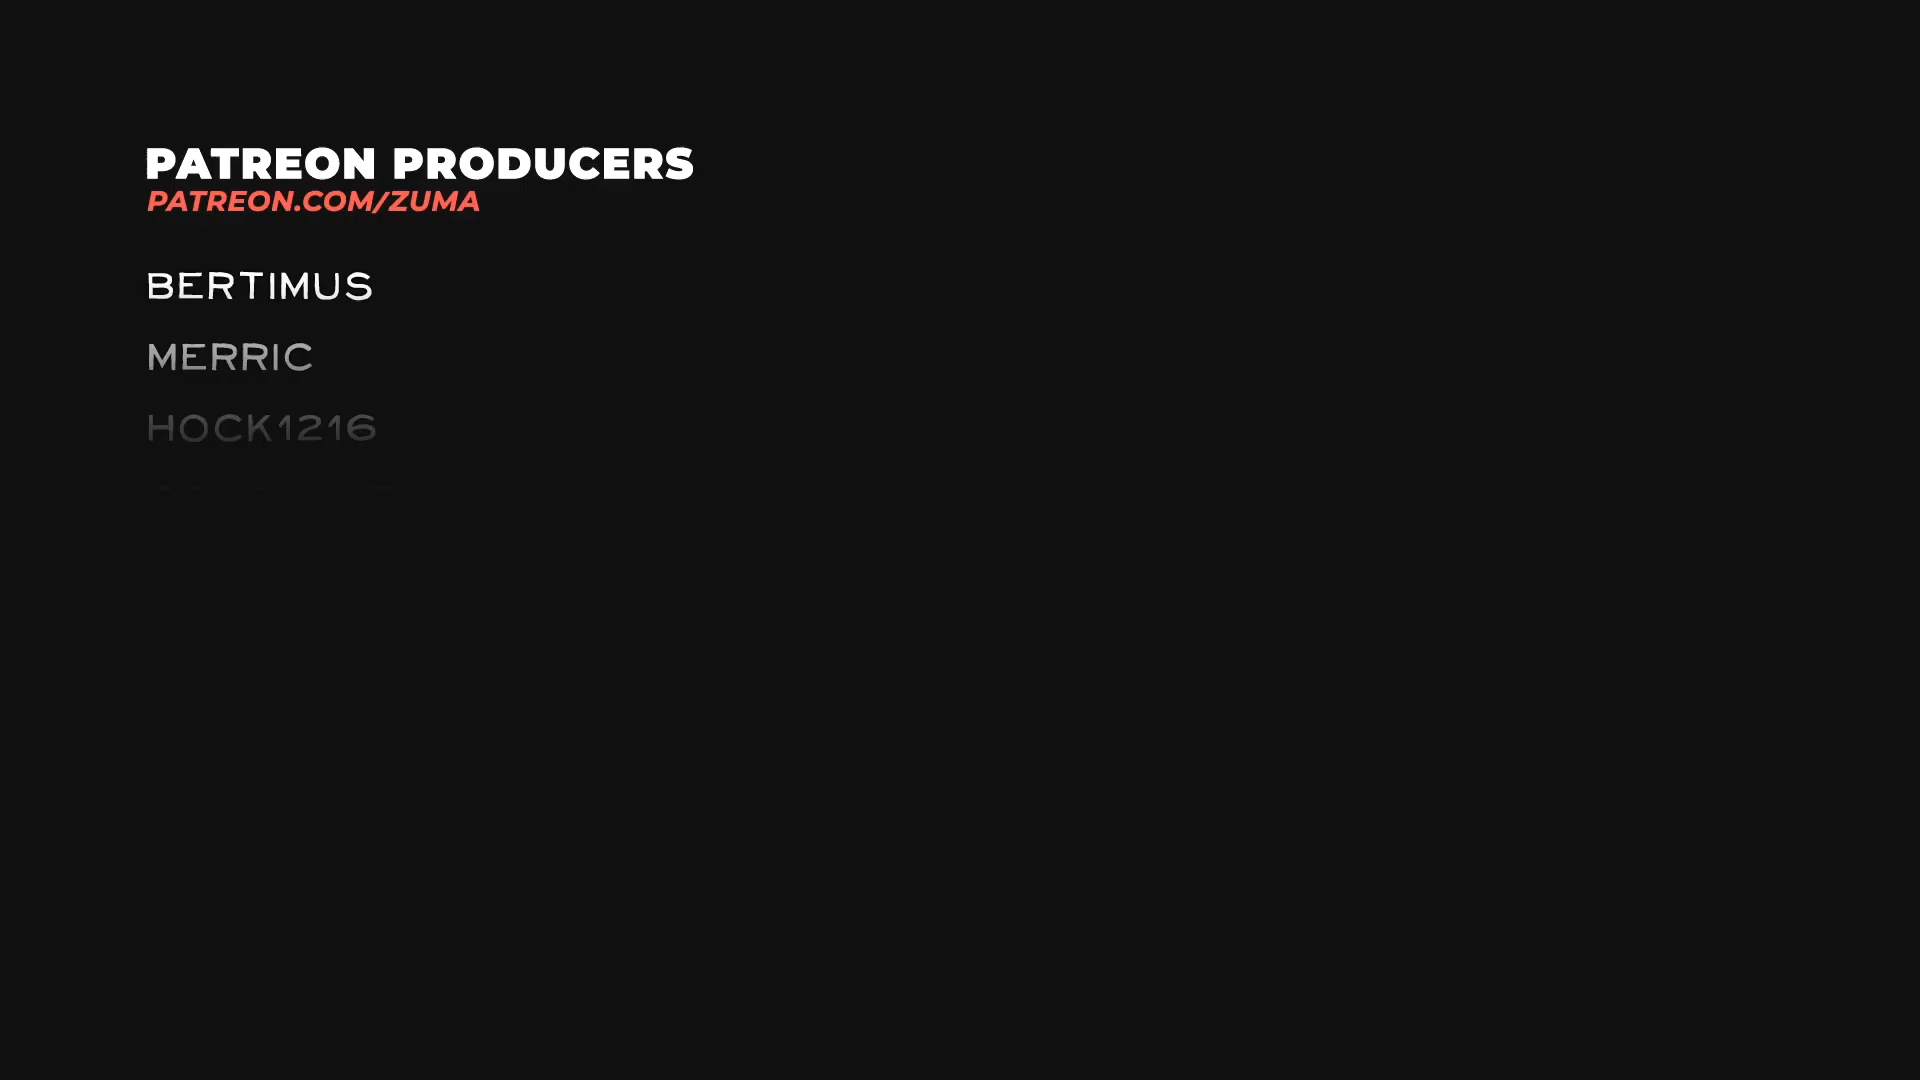 PATREON PRODUCERS
PATREON.COM/ZUMA
BERTIMUS
MERRIC
HOCK1216